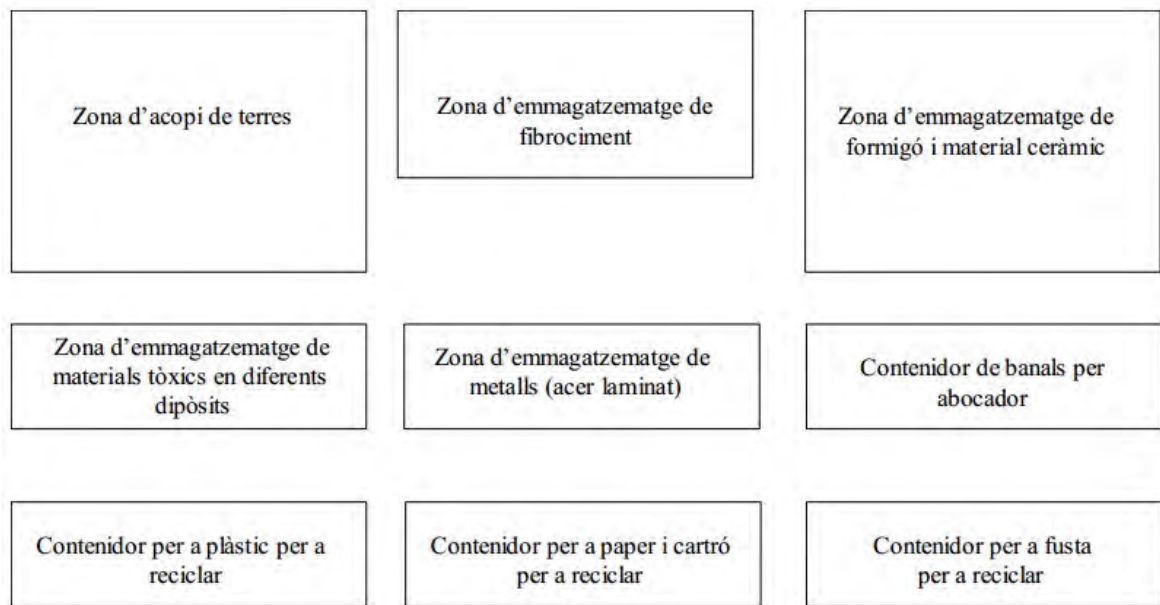 Zona d’acopi de terres
Zona d’emmagatzematge de
fibrociment
Zona d’emmagatzematge de
formigó i material ceràmic
Zona d’emmagatzematge de
materials tòxics en diferents
dipòsits
Zona d’emmagatzematge de
metalls (acer laminat)
Contenidor de banals per
abocador
Contenidor per a plàstic per a
reciclar
Contenidor per a paper i cartró
per a reciclar
Contenidor per a fusta
per a reciclar